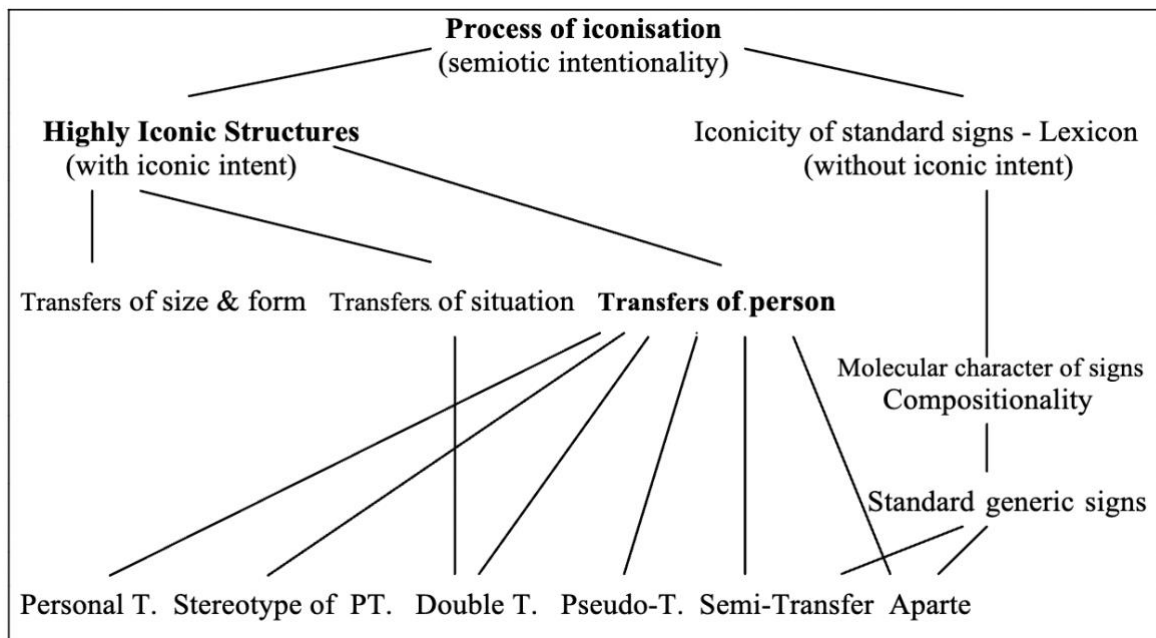 Process of iconisation
(semiotic intentionality)
Highly Iconic Structures
(with iconic intent)
Iconicity of standard signs - Lexicon
(without iconic intent)
Transfers of size & form
Transfers. of situation
Transfers of.person
Molecular character of signs
Compositionality
Standard generic signs
Personal T.
Stereotype of PT.
Double T.
Pseudo-T.
Semi-Transfer
Aparte